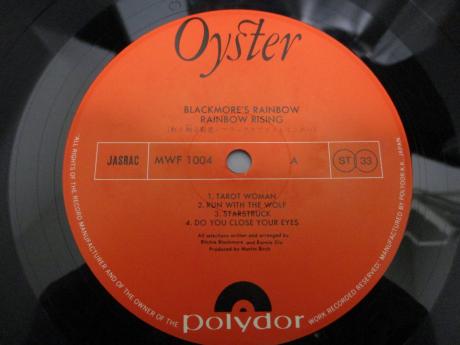 Oyster
BLACKMORE'S RAINBOW
RAINBOW RISING
JASRAC MWF 1004 A ST 33
1. TAROT WOMAN
2. RUN WITH THE WOLF
3. STARSTRUCK
4. DO YOU CLOSE YOUR EYES
All selections written and arranged by
Ritchie Blackmore and Ronnie Dio
Produced by Martin Birch
"ALL RIGHTS OF THE RECORD MANUFACTURER AND OF THE OWNER OF THE WORK RECORDED RESERVED" MANUFACTURED BY POLYDOR K.K., JAPAN
polydor